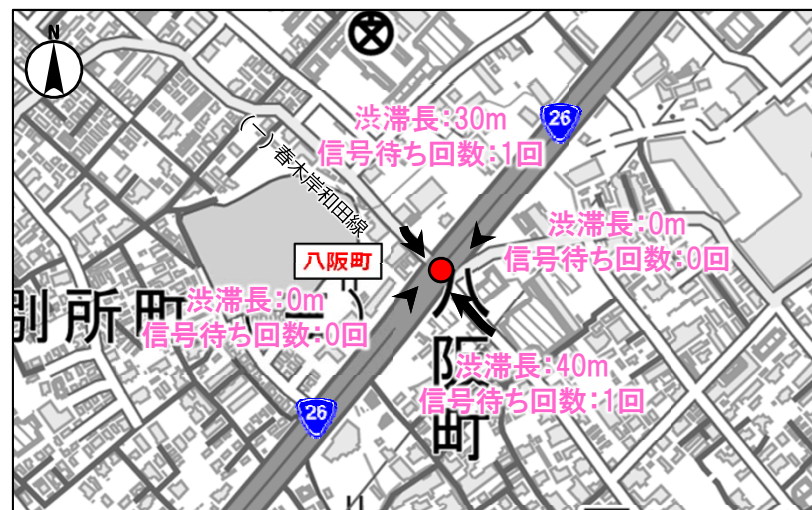 N
渋滞長:30m
信号待ち回数:1回
26
(一)春木岸和田線
渋滞長:0m
信号待ち回数:0回
八阪町
別所町(二)
渋滞長:0m
信号待ち回数:0回
八阪町
渋滞長:40m
信号待ち回数:1回
26